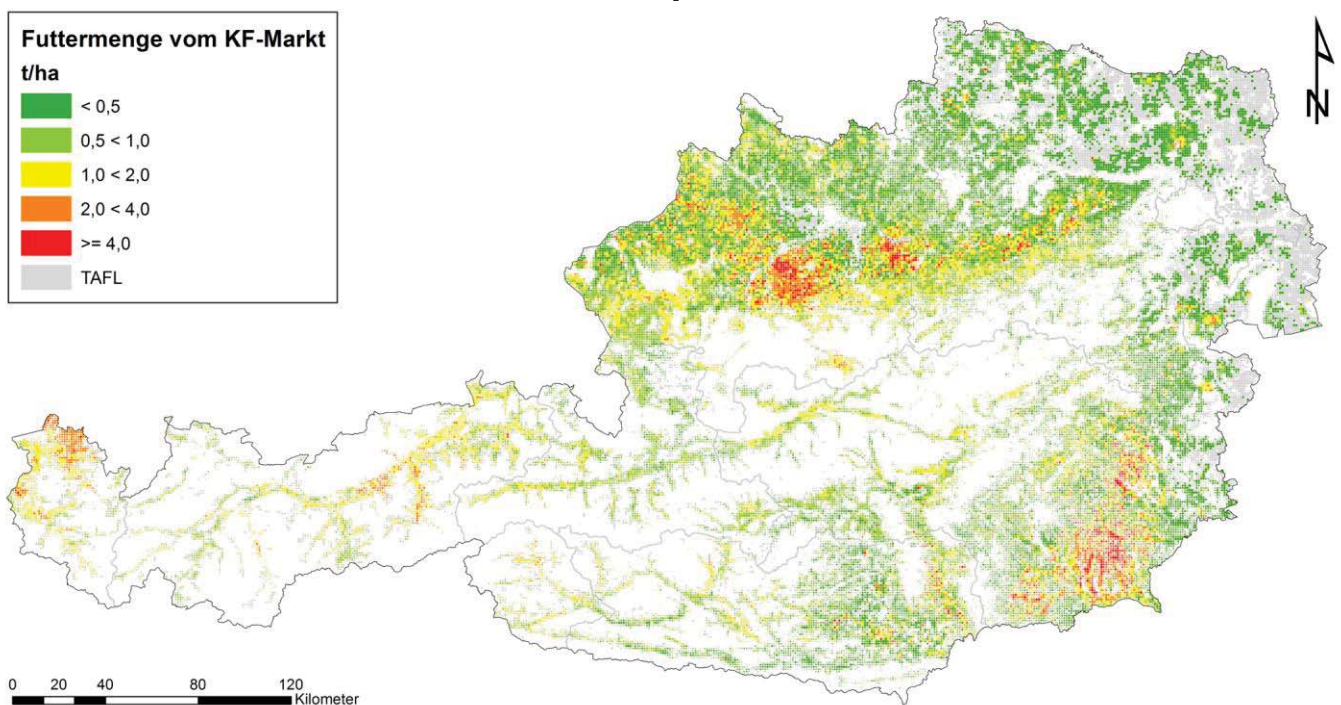 Futtermenge vom KF-Markt
t/ha
< 0,5
0,5 < 1,0
1,0 < 2,0
2,0 < 4,0
>= 4,0
TAFL
N
0 20 40 80 120
Kilometer